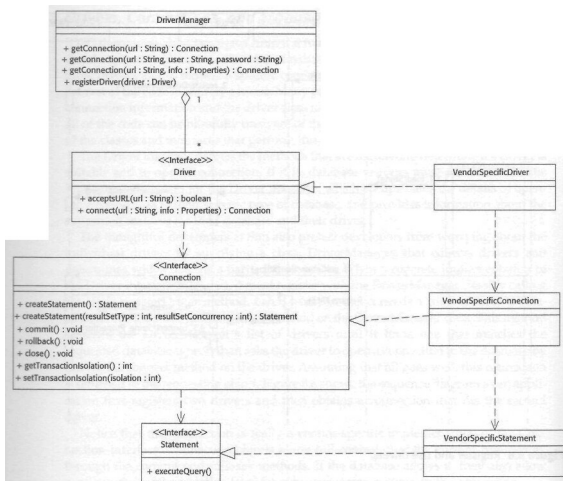 DriverManager
+ getConnection(url : String) : Connection
+ getConnection(url : String, user : String, password : String)
+ getConnection(url : String, info : Properties) : Connection
+ registerDriver(driver : Driver)
1
*
<<Interface>>
Driver
+ acceptsURL(url : String) : boolean
+ connect(url : String, info : Properties) : Connection
VendorSpecificDriver
<<Interface>>
Connection
+ createStatement() : Statement
+ createStatement(resultSetType : int, resultSetConcurrency : int) : Statement
+ commit() : void
+ rollback() : void
+ close() : void
+ getTransactionIsolation() : int
+ setTransactionIsolation(isolation : int)
VendorSpecificConnection
<<Interface>>
Statement
+ executeQuery()
VendorSpecificStatement